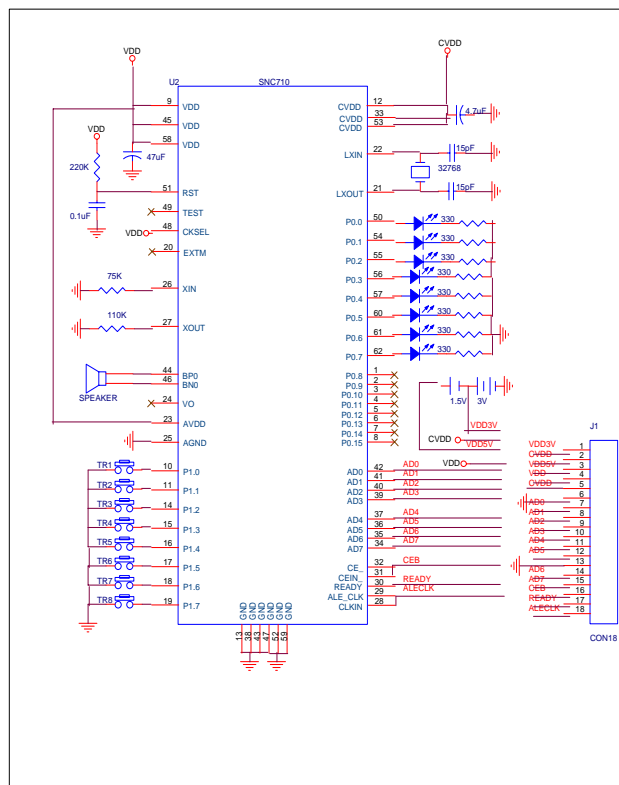 CVDD
VDD
U2
SNC710
9 VDD
45 VDD
58 VDD
47uF
VDD
220K
51 RST
0.1uF
49 TEST
VDD 48 CKSEL
20 EXTM
75K
26 XIN
110K
27 XOUT
44 BP0
46 BN0
SPEAKER
24 VO
23 AVDD
25 AGND
TR1 10 P1.0
TR2 11 P1.1
TR3 14 P1.2
TR4 15 P1.3
TR5 16 P1.4
TR6 17 P1.5
TR7 18 P1.6
TR8 19 P1.7
GND GND GND GND GND GND
13 38 43 47 52 59
CVDD 12
CVDD 33
CVDD 53
4.7uF
LXIN 22
15pF
32768
LXOUT 21
15pF
P0.0 50 330
P0.1 54 330
P0.2 55 330
P0.3 56 330
P0.4 57 330
P0.5 60 330
P0.6 61 330
P0.7 62 330
P0.8 1
P0.9 2
P0.10 3
P0.11 4
P0.12 5
P0.13 6
P0.14 7
P0.15 8
1.5V 3V
VDD3V
CVDD
VDD5V
VDD
AD0 42 AD0
AD1 41 AD1
AD2 40 AD2
AD3 39 AD3
AD4 37 AD4
AD5 36 AD5
AD6 35 AD6
AD7 34 AD7
CE_ 32 CEB
CEIN_ 31
READY 30 READY
ALE_CLK 29 ALECLK
CLKIN 28
J1
VDD3V 1
CVDD 2
VDD5V 3
VDD 4
CVDD 5
6
AD0 7
AD1 8
AD2 9
AD3 10
AD4 11
AD5 12
13
AD6 14
AD7 15
CEB 16
READY 17
ALECLK 18
CON18